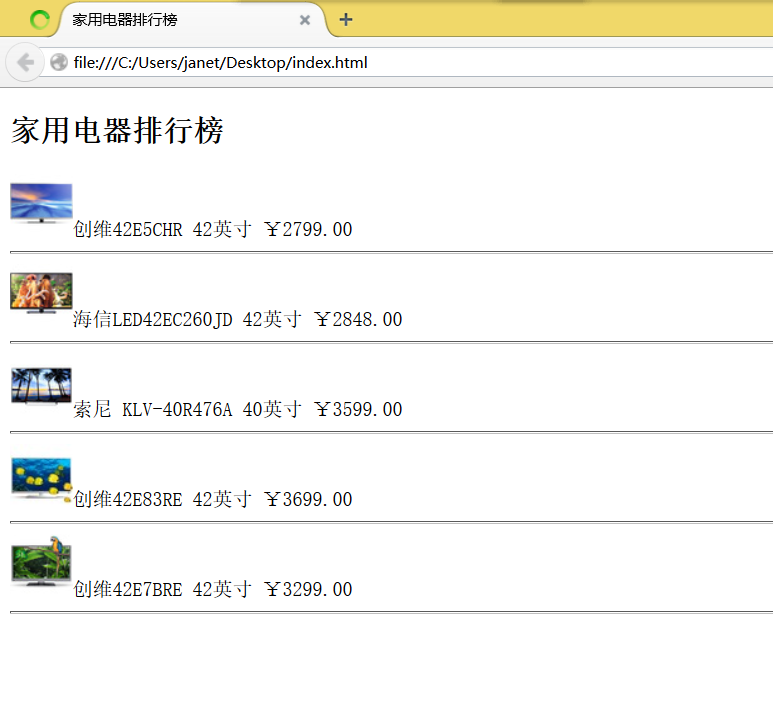 家用电器排行榜
file:///C:/Users/janet/Desktop/index.html
家用电器排行榜
创维42E5CHR 42英寸 ￥2799.00
海信LED42EC260JD 42英寸 ￥2848.00
索尼 KLV-40R476A 40英寸 ￥3599.00
创维42E83RE 42英寸 ￥3699.00
创维42E7BRE 42英寸 ￥3299.00